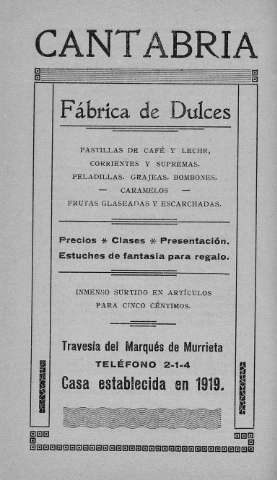 CANTABRIA
Fábrica de Dulces
PASTILLAS DE CAFÉ Y LECHE,
CORRIENTES Y SUPREMAS.
PELADILLAS. GRAJEAS. BOMBONES.
— CARAMELOS —
FRUTAS GLASEADAS Y ESCARCHADAS.
Precios * Clases * Presentación.
Estuches de fantasia para regalo.
INMENSO SURTIDO EN ARTÍCULOS
PARA CINCO CÉNTIMOS.
Travesía del Marqués de Murrieta
TELÉFONO 2-1-4
Casa establecida en 1919.